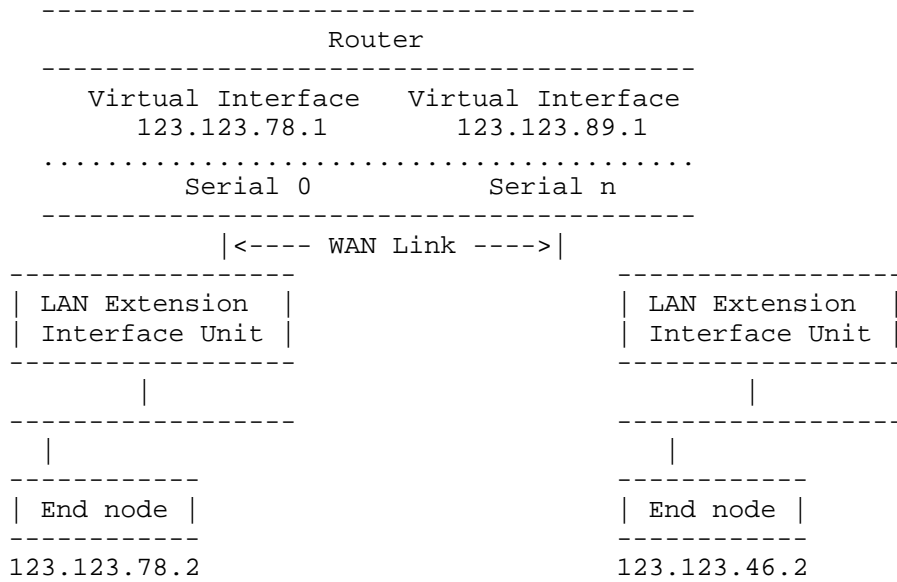 Router
Virtual Interface Virtual Interface
123.123.78.1 123.123.89.1
Serial 0 Serial n
|<---- WAN Link ---->|
LAN Extension LAN Extension
Interface Unit Interface Unit
End node End node
123.123.78.2 123.123.46.2